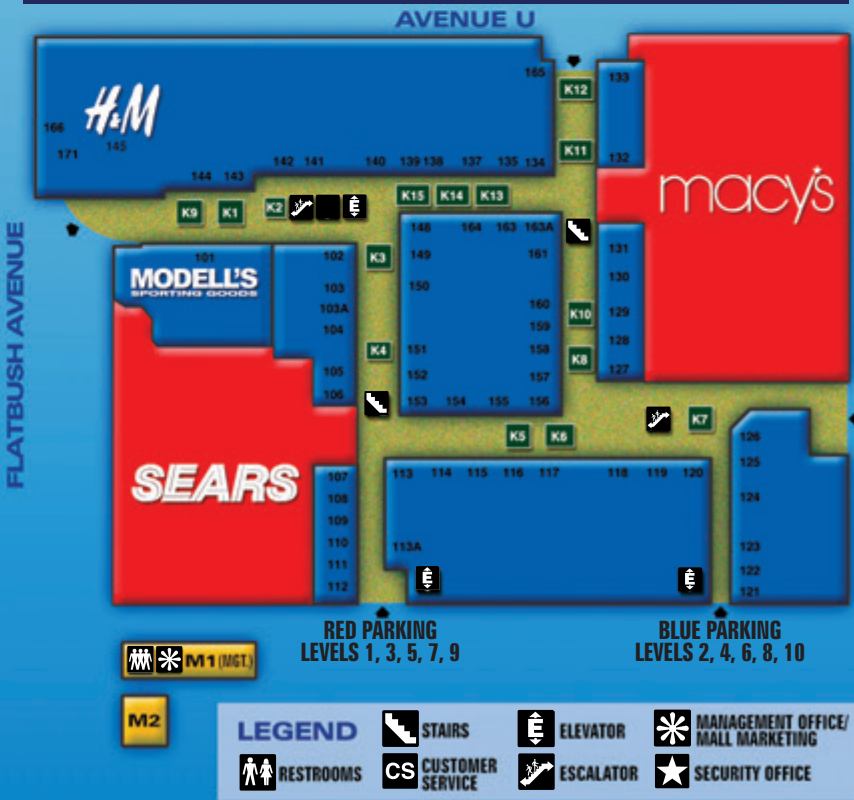 AVENUE U
165
K12
133
H&M
166
171
145
K11
132
142 141 140 139 138 137 135 134
144 143
macy's
K15 K14 K13
K9 K1 K2 E
148 164 163 163A
FLATBUSH AVENUE
101
MODELL'S
SPORTING GOODS
102
K3
149
161
131
103
150
130
103A
160
K10
129
104
159
K4
151
158
128
K8
105
152
157
127
106
153 154 155 156
K7
K5 K6
126
SEARS
107
113 114 115 116 117 118 119 120
125
108
124
109
110
113A
123
111
122
112
E
E
121
RED PARKING
LEVELS 1, 3, 5, 7, 9
BLUE PARKING
LEVELS 2, 4, 6, 8, 10
M1 (MGT.)
M2
LEGEND
STAIRS
E ELEVATOR
MANAGEMENT OFFICE/
MALL MARKETING
RESTROOMS
CS CUSTOMER
SERVICE
ESCALATOR
SECURITY OFFICE